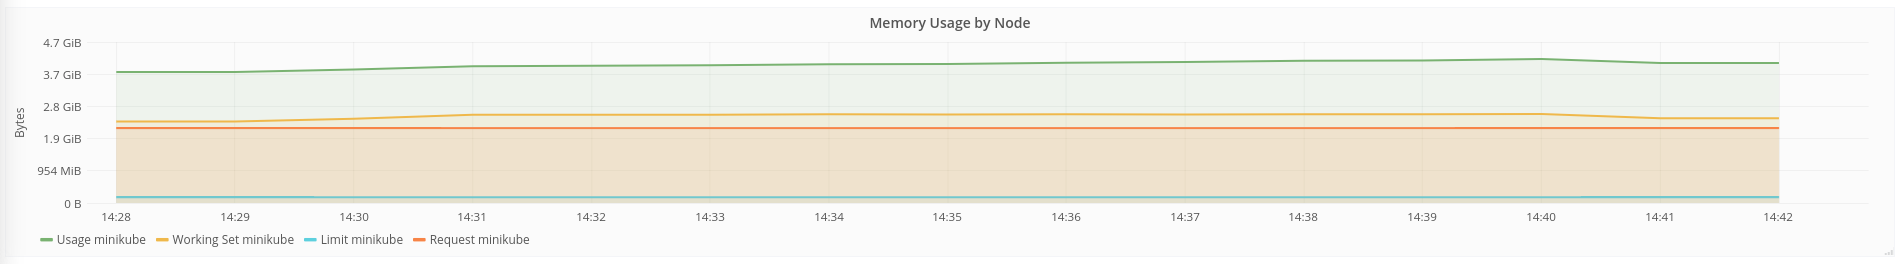 Memory Usage by Node
4.7 GiB
3.7 GiB
2.8 GiB
1.9 GiB
954 MiB
0 B
Bytes
14:28 14:29 14:30 14:31 14:32 14:33 14:34 14:35 14:36 14:37 14:38 14:39 14:40 14:41 14:42
Usage minikube Working Set minikube Limit minikube Request minikube